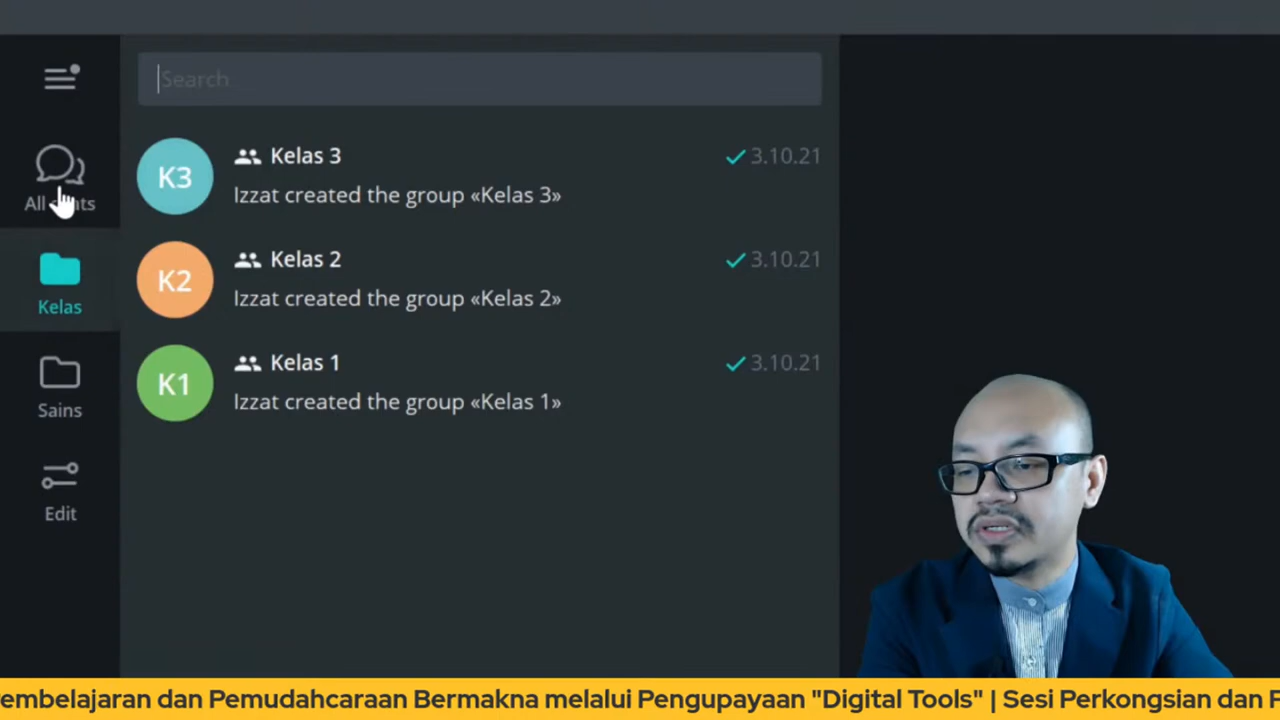 Search
K3
Kelas 3
3.10.21
Izzat created the group «Kelas 3»
All
Kelas
K2
Kelas 2
3.10.21
Izzat created the group «Kelas 2»
K1
Kelas 1
3.10.21
Izzat created the group «Kelas 1»
Sains
Edit
dan Pemudahcaraan Bermakna melalui Pengupayaan "Digital Tools" | Sesi Perkongsian dan